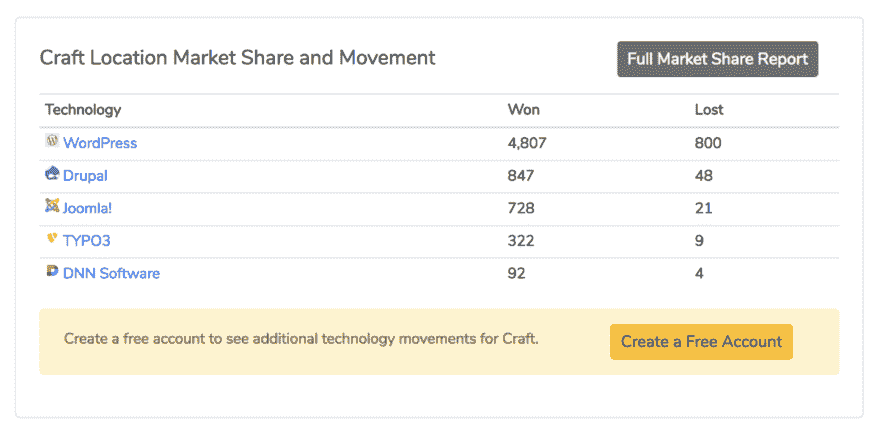 Craft Location Market Share and Movement Full Market Share Report
Technology Won Lost
WordPress 4,807 800
Drupal 847 48
Joomla! 728 21
TYPO3 322 9
DNN Software 92 4
Create a free account to see additional technology movements for Craft. Create a Free Account